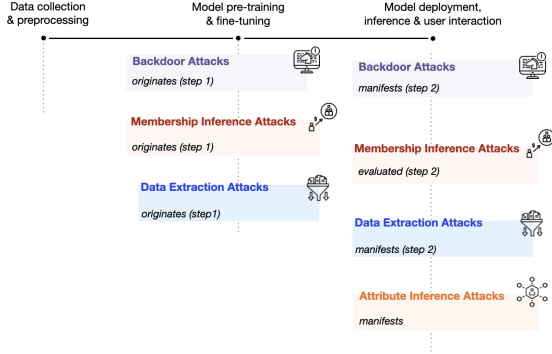 Data collection
& preprocessing
Model pre-training
& fine-tuning
Model deployment,
inference & user interaction
Backdoor Attacks
originates (step 1)
Membership Inference Attacks
originates (step 1)
Data Extraction Attacks
originates (step1)
Backdoor Attacks
manifests (step 2)
Membership Inference Attacks
evaluated (step 2)
Data Extraction Attacks
manifests (step 2)
Attribute Inference Attacks
manifests